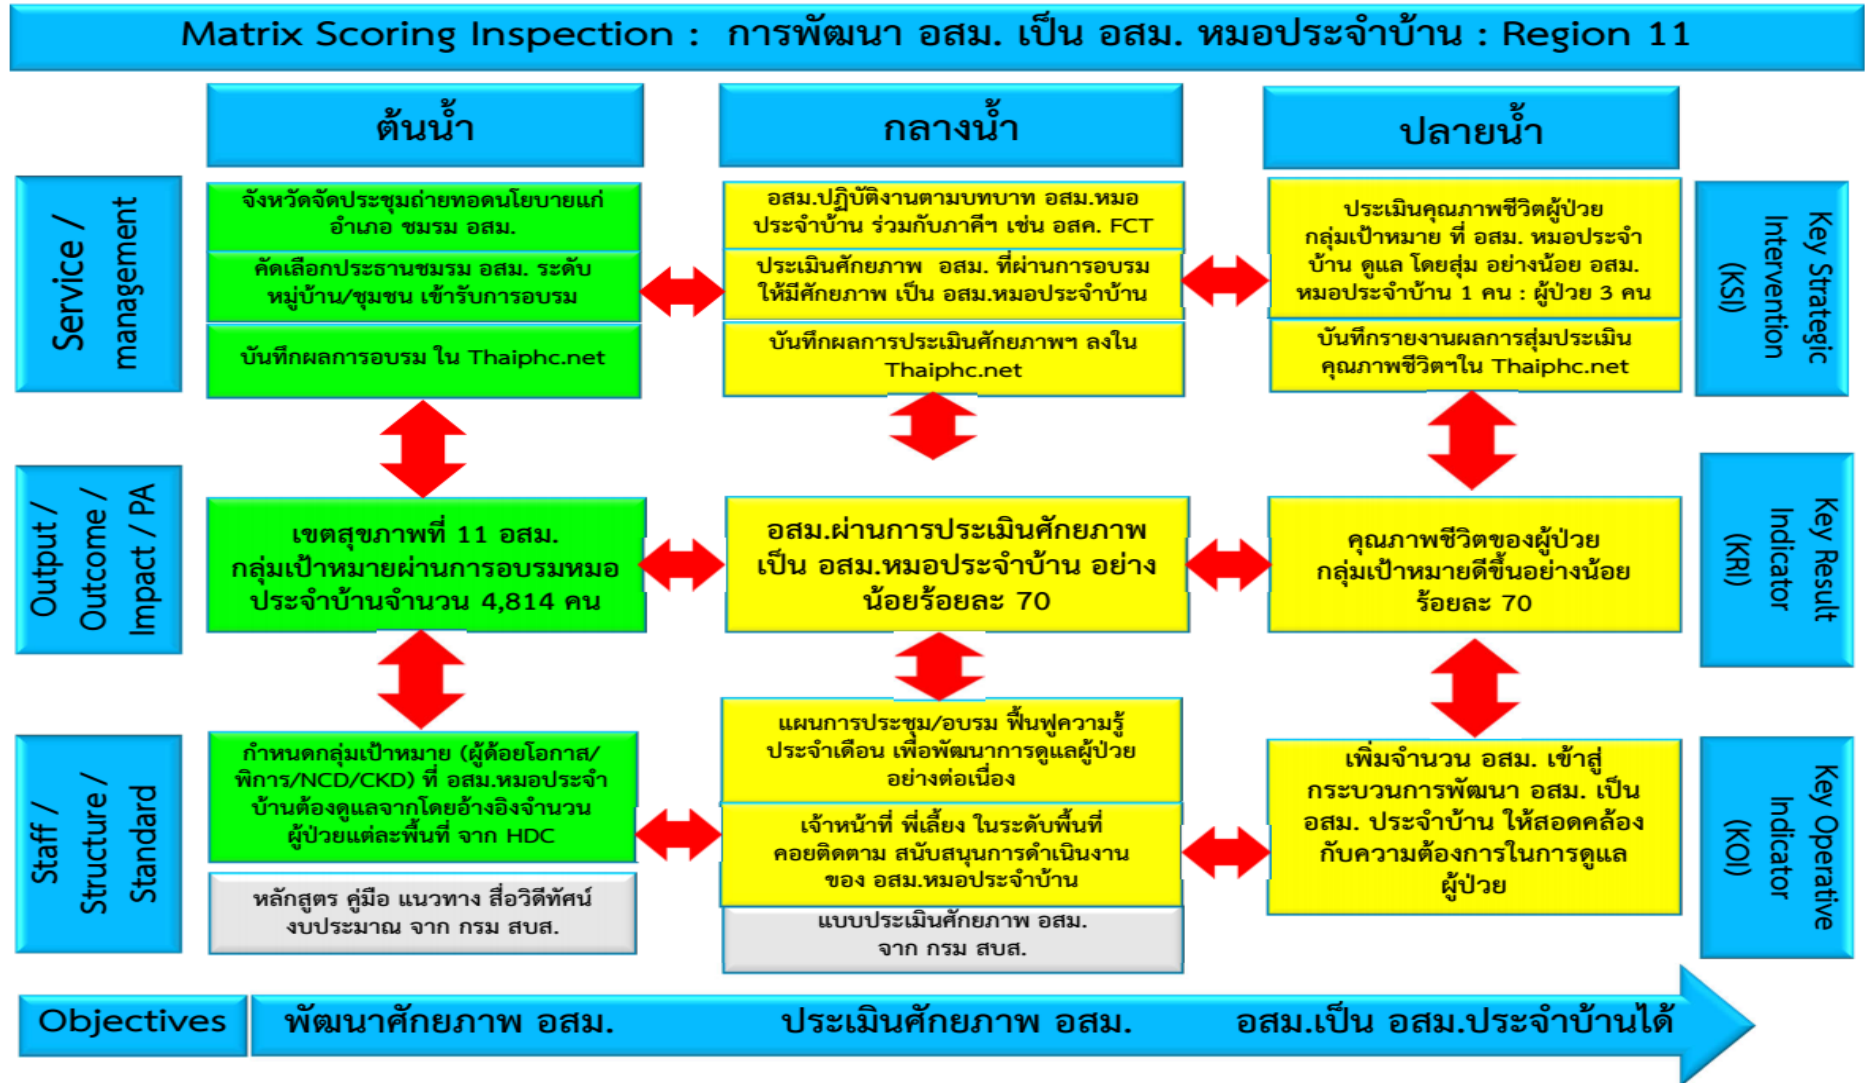 Matrix Scoring Inspection : การพัฒนา อสม. เป็น อสม. หมอประจำบ้าน : Region 11
ต้นน้ำ
กลางน้ำ
ปลายน้ำ
Service /
management
จังหวัดจัดประชุมถ่ายทอดนโยบายแก่
อำเภอ ชมรม อสม.
คัดเลือกประธานชมรม อสม. ระดับ
หมู่บ้าน/ชุมชน เข้ารับการอบรม
บันทึกผลการอบรม ใน Thaiphc.net
อสม.ปฏิบัติงานตามบทบาท อสม.หมอ
ประจำบ้าน ร่วมกับภาคีฯ เช่น อสค. FCT
ประเมินศักยภาพ อสม. ที่ผ่านการอบรม
ให้มีศักยภาพ เป็น อสม.หมอประจำบ้าน
บันทึกผลการประเมินศักยภาพฯ ลงใน
Thaiphc.net
ประเมินคุณภาพชีวิตผู้ป่วย
กลุ่มเป้าหมาย ที่ อสม. หมอประจำ
บ้าน ดูแล โดยสุ่ม อย่างน้อย อสม.
หมอประจำบ้าน 1 คน : ผู้ป่วย 3 คน
บันทึกรายงานผลการสุ่มประเมิน
คุณภาพชีวิตฯใน Thaiphc.net
Key Strategic
Intervention
(KSI)
Output /
Outcome /
Impact / PA
เขตสุขภาพที่ 11 อสม.
กลุ่มเป้าหมายผ่านการอบรมหมอ
ประจำบ้านจำนวน 4,814 คน
อสม.ผ่านการประเมินศักยภาพ
เป็น อสม.หมอประจำบ้าน อย่าง
น้อยร้อยละ 70
คุณภาพชีวิตของผู้ป่วย
กลุ่มเป้าหมายดีขึ้นอย่างน้อย
ร้อยละ 70
Key Result
Indicator
(KRI)
Staff /
Structure /
Standard
กำหนดกลุ่มเป้าหมาย (ผู้ด้อยโอกาส/
พิการ/NCD/CKD) ที่ อสม.หมอประจำ
บ้านต้องดูแลจากโดยอ้างอิงจำนวน
ผู้ป่วยแต่ละพื้นที่ จาก HDC
หลักสูตร คู่มือ แนวทาง สื่อวิดีทัศน์
งบประมาณ จาก กรม สบส.
แผนการประชุม/อบรม ฟื้นฟูความรู้
ประจำเดือน เพื่อพัฒนาการดูแลผู้ป่วย
อย่างต่อเนื่อง
เจ้าหน้าที่ พี่เลี้ยง ในระดับพื้นที่
คอยติดตาม สนับสนุนการดำเนินงาน
ของ อสม.หมอประจำบ้าน
แบบประเมินศักยภาพ อสม.
จาก กรม สบส.
เพิ่มจำนวน อสม. เข้าสู่
กระบวนการพัฒนา อสม. เป็น
อสม. ประจำบ้าน ให้สอดคล้อง
กับความต้องการในการดูแล
ผู้ป่วย
Key Operative
Indicator
(KOI)
Objectives
พัฒนาศักยภาพ อสม.
ประเมินศักยภาพ อสม.
อสม.เป็น อสม.ประจำบ้านได้